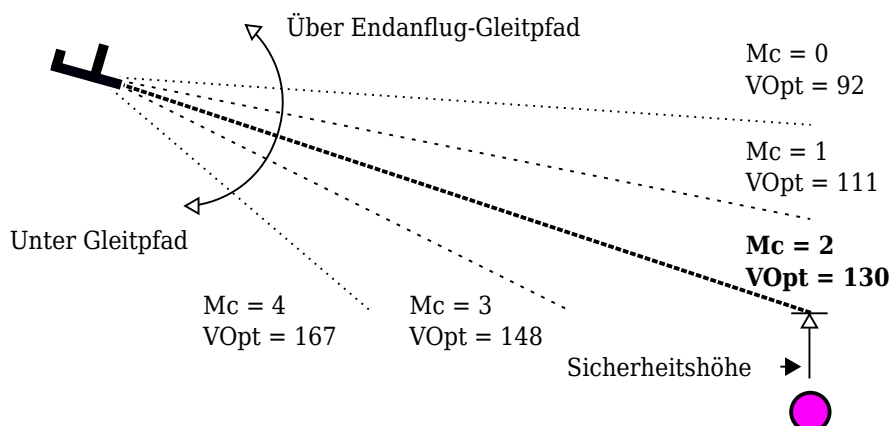 Über Endanflug-Gleitpfad
Mc = 0
VOpt = 92
Mc = 1
VOpt = 111
Unter Gleitpfad
Mc = 2
VOpt = 130
Mc = 4
VOpt = 167
Mc = 3
VOpt = 148
Sicherheitshöhe